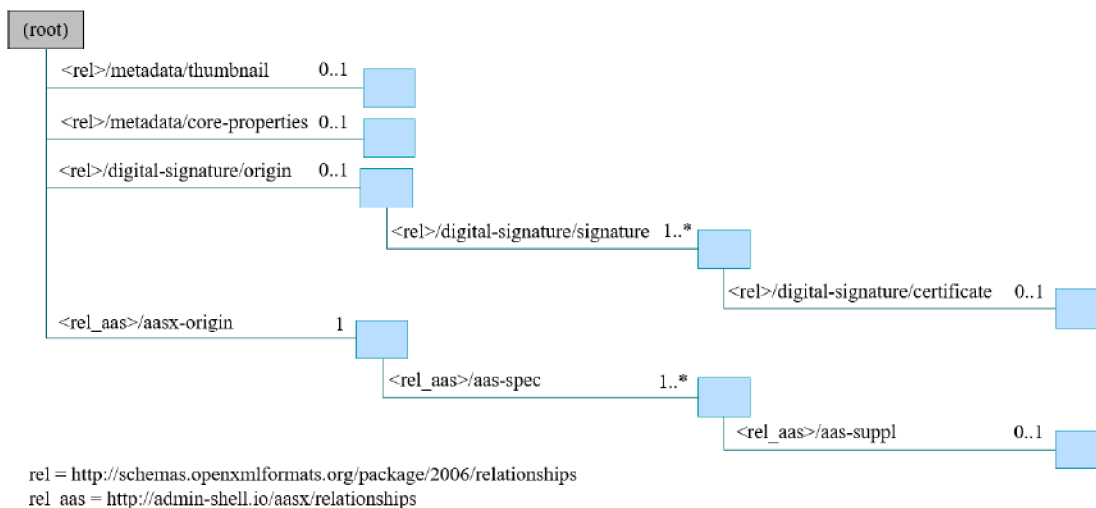 (root)
<rel>/metadata/thumbnail 0..1
<rel>/metadata/core-properties 0..1
<rel>/digital-signature/origin 0..1
<rel>/digital-signature/signature 1..*
<rel>/digital-signature/certificate 0..1
<rel_aas>/aasx-origin 1
<rel_aas>/aas-spec 1..*
<rel_aas>/aas-suppl 0..1
rel = http://schemas.openxmlformats.org/package/2006/relationships
rel_aas = http://admin-shell.io/aasx/relationships